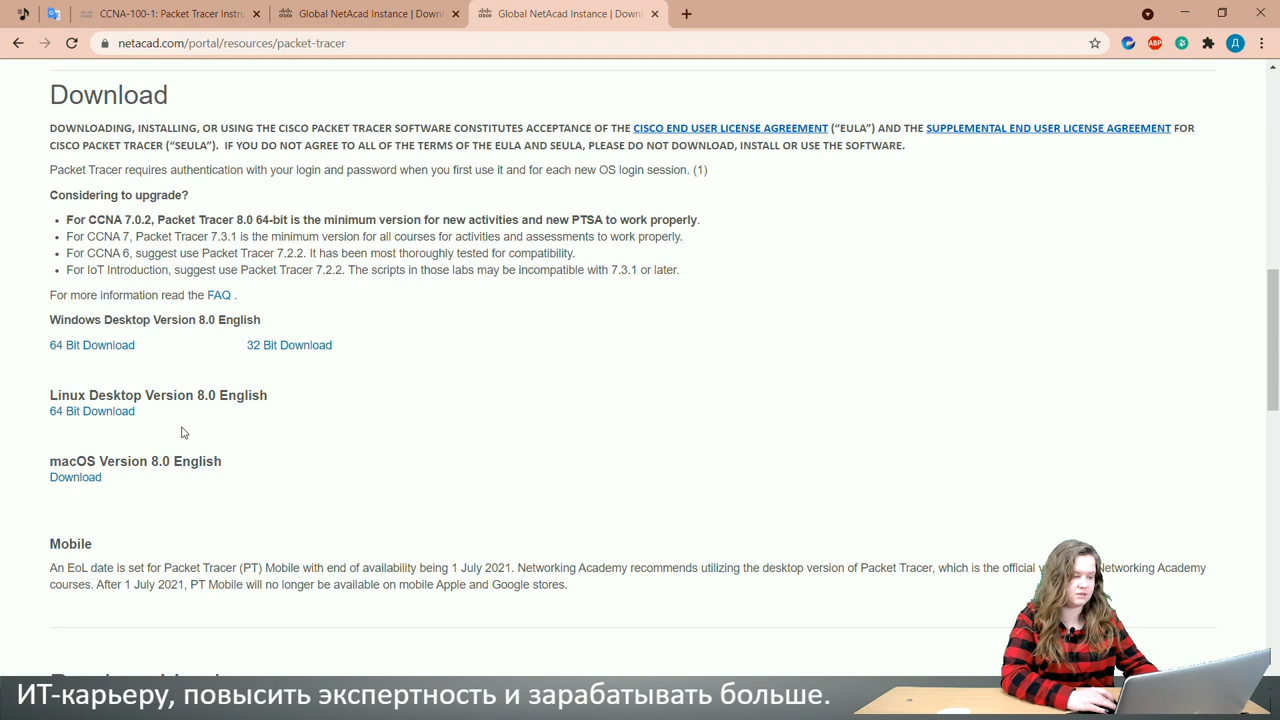 CCNA-100-1: Packet Tracer Instru
Global NetAcad Instance | Downl
Global NetAcad Instance | Downl
netacad.com/portal/resources/packet-tracer
ABP
Д
Download
DOWNLOADING, INSTALLING, OR USING THE CISCO PACKET TRACER SOFTWARE CONSTITUTES ACCEPTANCE OF THE CISCO END USER LICENSE AGREEMENT (“EULA”) AND THE SUPPLEMENTAL END USER LICENSE AGREEMENT FOR
CISCO PACKET TRACER (“SEULA”). IF YOU DO NOT AGREE TO ALL OF THE TERMS OF THE EULA AND SEULA, PLEASE DO NOT DOWNLOAD, INSTALL OR USE THE SOFTWARE.
Packet Tracer requires authentication with your login and password when you first use it and for each new OS login session. (1)
Considering to upgrade?
• For CCNA 7.0.2, Packet Tracer 8.0 64-bit is the minimum version for new activities and new PTSA to work properly.
• For CCNA 7, Packet Tracer 7.3.1 is the minimum version for all courses for activities and assessments to work properly.
• For CCNA 6, suggest use Packet Tracer 7.2.2. It has been most thoroughly tested for compatibility.
• For IoT Introduction, suggest use Packet Tracer 7.2.2. The scripts in those labs may be incompatible with 7.3.1 or later.
For more information read the FAQ .
Windows Desktop Version 8.0 English
64 Bit Download 32 Bit Download
Linux Desktop Version 8.0 English
64 Bit Download
macOS Version 8.0 English
Download
Mobile
An EoL date is set for Packet Tracer (PT) Mobile with end of availability being 1 July 2021. Networking Academy recommends utilizing the desktop version of Packet Tracer, which is the official Networking Academy
courses. After 1 July 2021, PT Mobile will no longer be available on mobile Apple and Google stores.
ИТ-карьеру, повысить экспертность и зарабатывать больше.